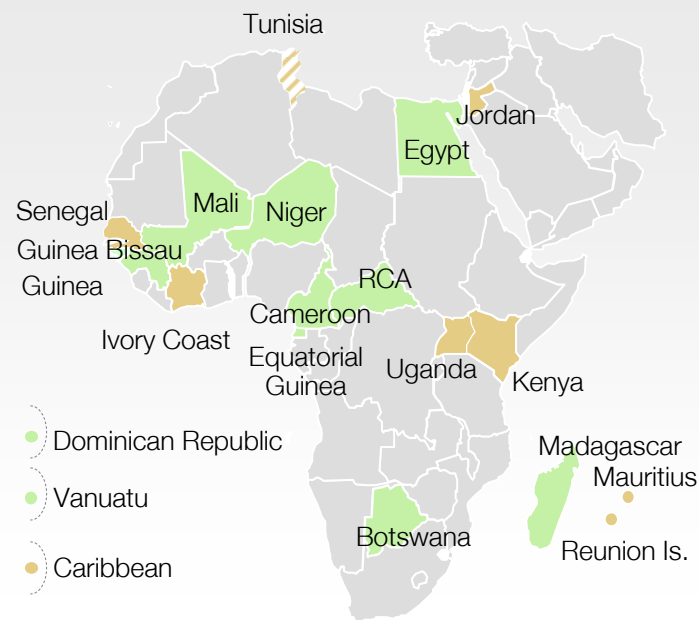 Tunisia
Jordan
Egypt
Mali
Niger
Senegal
Guinea Bissau
Guinea
RCA
Cameroon
Ivory Coast
Equatorial
Guinea
Uganda
Kenya
Dominican Republic
Madagascar
Mauritius
Vanuatu
Botswana
Reunion Is.
Caribbean